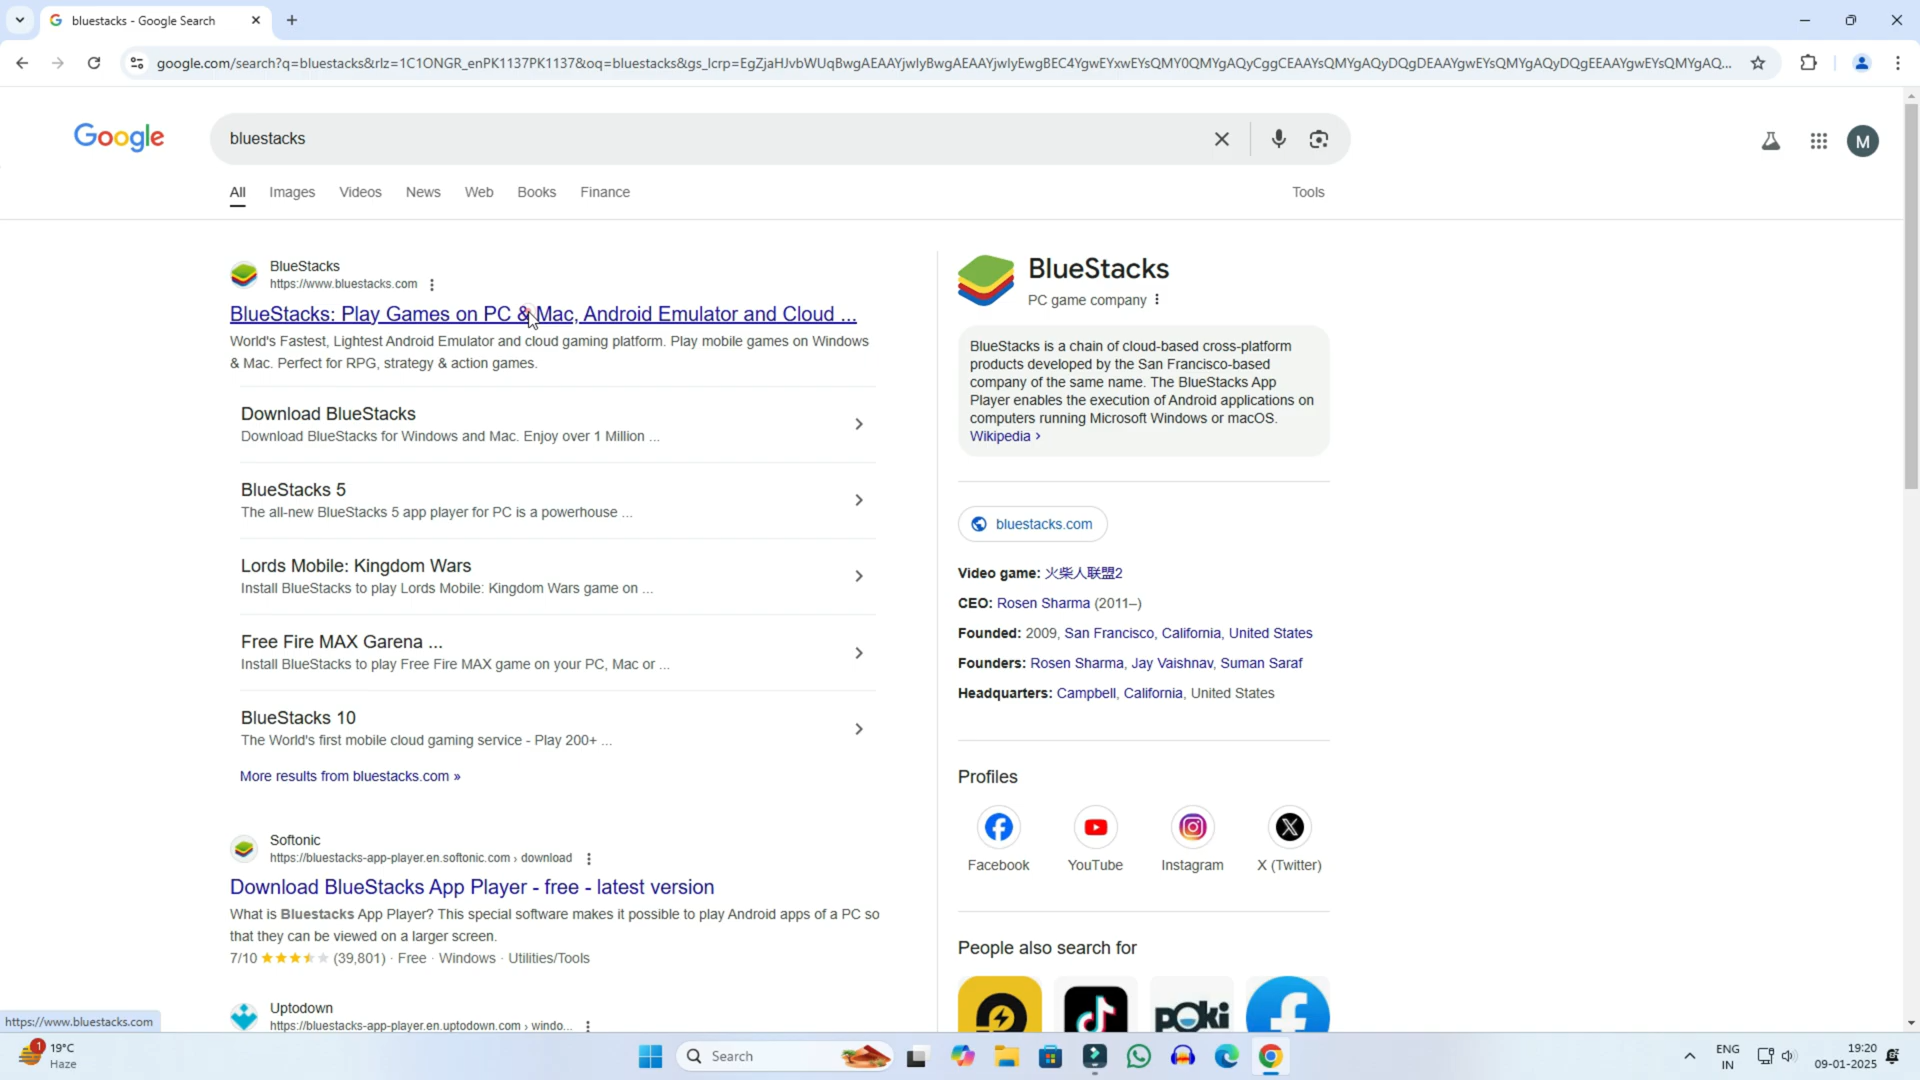 bluestacks - Google Search
google.com/search?q=bluestacks&rlz=1C1ONGR_enPK1137PK1137&oq=bluestacks&gs_lcrp=EgZjaHJvbWUqBwgAEAAYjwIyBwgAEAAYjwIyEwgBEC4YgwEYxwEYsQMY0QMYgAQyCggCEAAYsQMYgAQyDQgDEAAYgwEYsQMYgAQyDQgEEAAYgwEYsQMYgAQ...
Google
bluestacks
M
All Images Videos News Web Books Finance Tools
BlueStacks
https://www.bluestacks.com
BlueStacks: Play Games on PC & Mac, Android Emulator and Cloud ...
World's Fastest, Lightest Android Emulator and cloud gaming platform. Play mobile games on Windows
& Mac. Perfect for RPG, strategy & action games.
Download BlueStacks
Download BlueStacks for Windows and Mac. Enjoy over 1 Million ...
BlueStacks 5
The all-new BlueStacks 5 app player for PC is a powerhouse ...
Lords Mobile: Kingdom Wars
Install BlueStacks to play Lords Mobile: Kingdom Wars game on ...
Free Fire MAX Garena ...
Install BlueStacks to play Free Fire MAX game on your PC, Mac or ...
BlueStacks 10
The World's first mobile cloud gaming service - Play 200+ ...
More results from bluestacks.com »
Softonic
https://bluestacks-app-player.en.softonic.com › download
Download BlueStacks App Player - free - latest version
What is Bluestacks App Player? This special software makes it possible to play Android apps of a PC so
that they can be viewed on a larger screen.
7/10 (39,801) · Free · Windows · Utilities/Tools
Uptodown
https://bluestacks-app-player.en.uptodown.com › windo...
BlueStacks
PC game company
BlueStacks is a chain of cloud-based cross-platform
products developed by the San Francisco-based
company of the same name. The BlueStacks App
Player enables the execution of Android applications on
computers running Microsoft Windows or macOS.
Wikipedia ›
bluestacks.com
Video game: 火柴人联盟2
CEO: Rosen Sharma (2011–)
Founded: 2009, San Francisco, California, United States
Founders: Rosen Sharma, Jay Vaishnav, Suman Saraf
Headquarters: Campbell, California, United States
Profiles
Facebook YouTube Instagram X (Twitter)
People also search for
POKi
https://www.bluestacks.com
1
19°C
Haze
Search
ENG
IN
19:20
09-01-2025